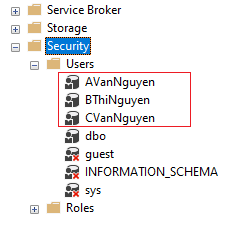 Service Broker
Storage
Security
Users
AVanNguyen
BThiNguyen
CVanNguyen
dbo
guest
INFORMATION_SCHEMA
sys
Roles